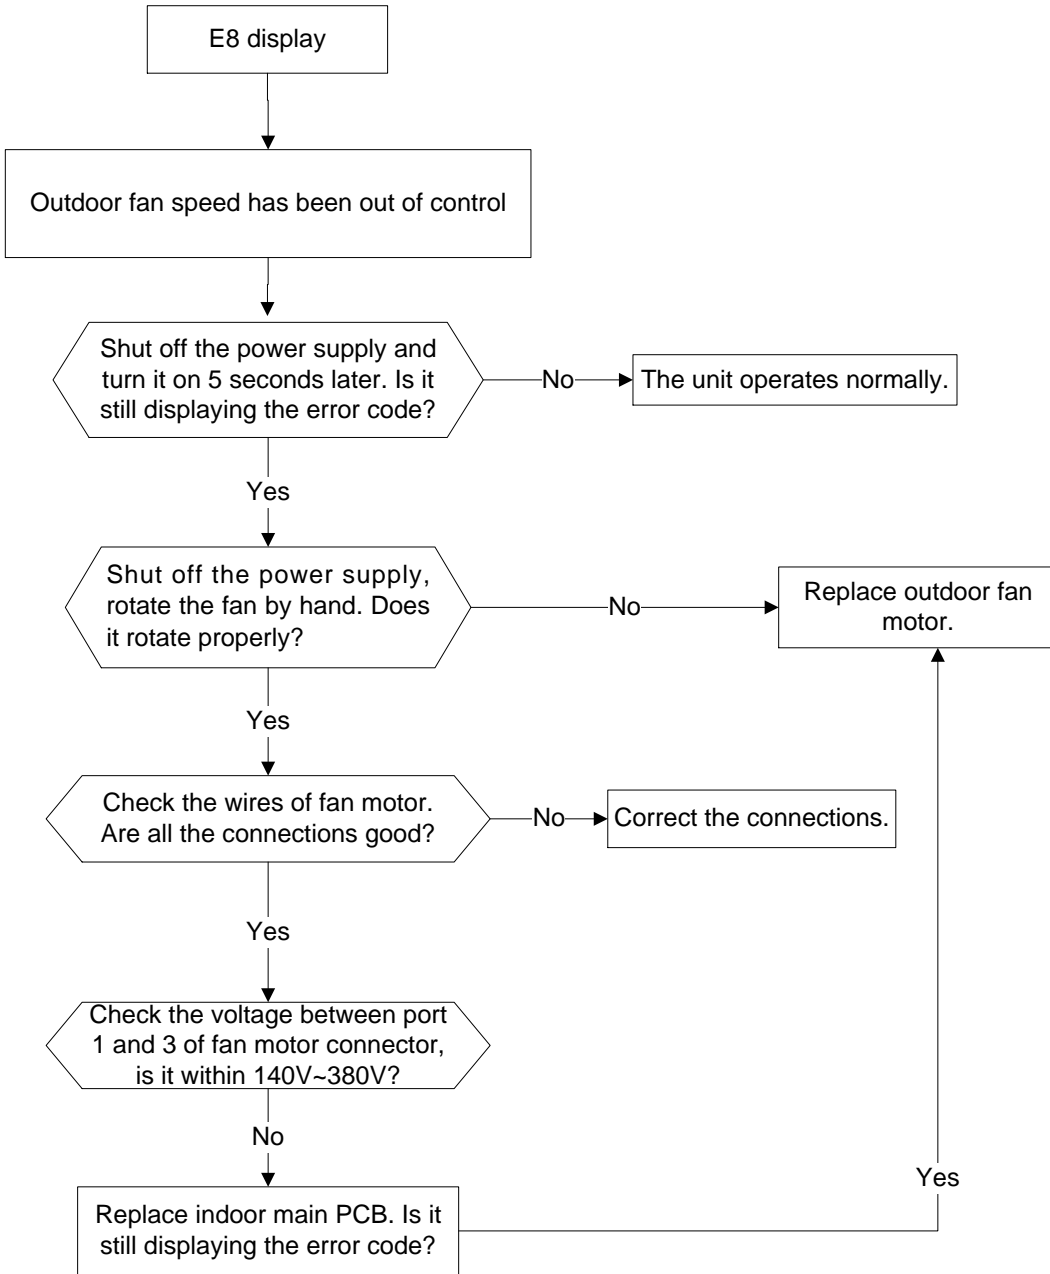 E8 display
Outdoor fan speed has been out of control
Shut off the power supply and
turn it on 5 seconds later. Is it
still displaying the error code?
No
The unit operates normally.
Yes
Shut off the power supply,
rotate the fan by hand. Does
it rotate properly?
No
Replace outdoor fan
motor.
Yes
Check the wires of fan motor.
Are all the connections good?
No
Correct the connections.
Yes
Check the voltage between port
1 and 3 of fan motor connector,
is it within 140V~380V?
No
Yes
Replace indoor main PCB. Is it
still displaying the error code?